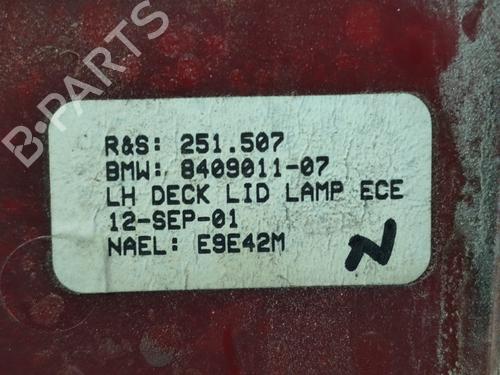 B-PARTS
R&S: 251.507
BMW: 8409011-07
LH DECK LID LAMP ECE
12-SEP-01
NAEL: E9E42M
N